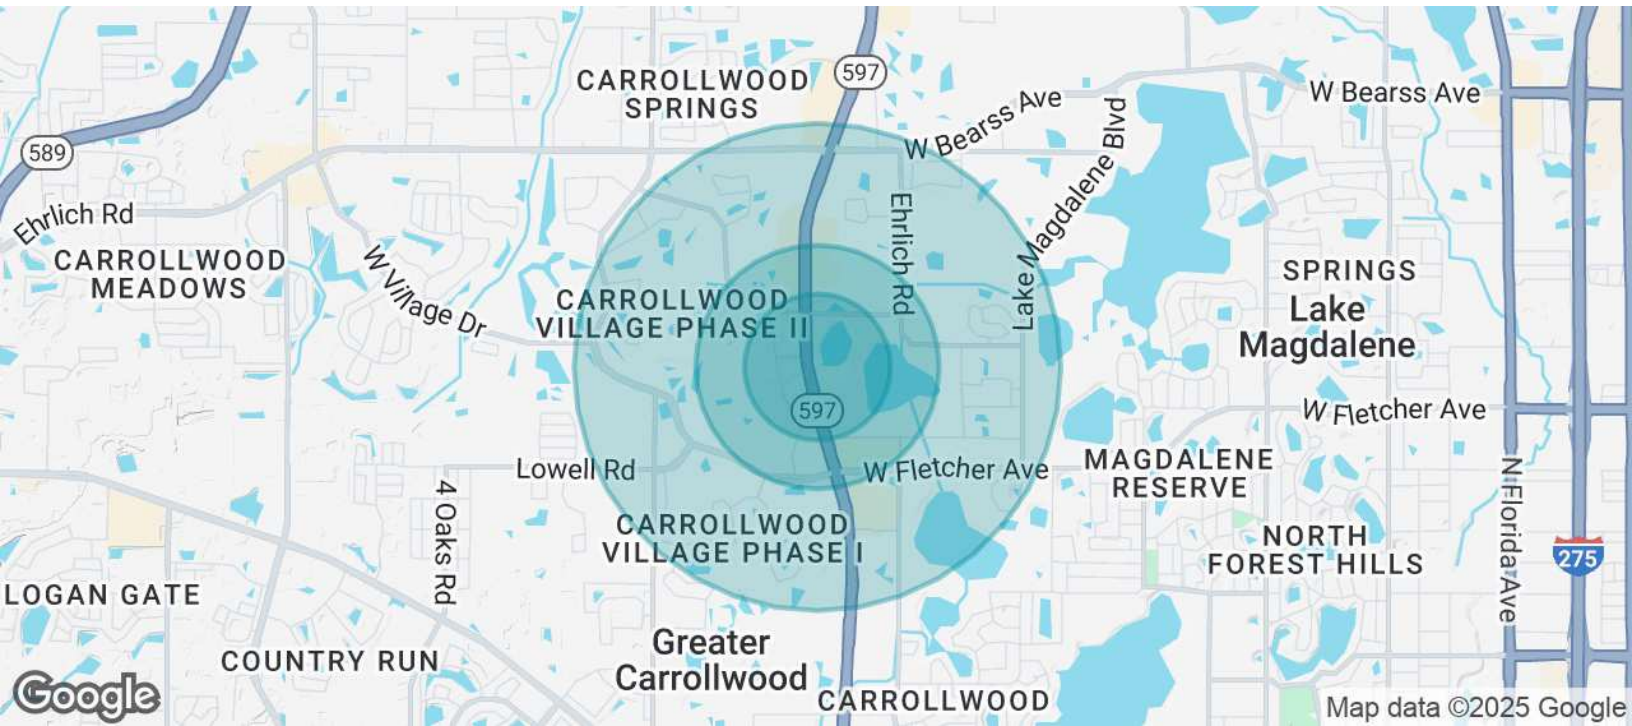 597
CARROLLWOOD
SPRINGS
W Bearss Ave
W Bearss Ave
589
Lake Magdalene Blvd
Ehrlich Rd
Ehrlich Rd
CARROLLWOOD
MEADOWS
W Village Dr
CARROLLWOOD
VILLAGE PHASE II
SPRINGS
Lake
Magdalene
597
W Fletcher Ave
Lowell Rd
W Fletcher Ave
MAGDALENE
RESERVE
4 Oaks Rd
N Florida Ave
CARROLLWOOD
VILLAGE PHASE I
NORTH
FOREST HILLS
275
LOGAN GATE
COUNTRY RUN
Greater
Carrollwood
CARROLLWOOD
Google
Map data ©2025 Google